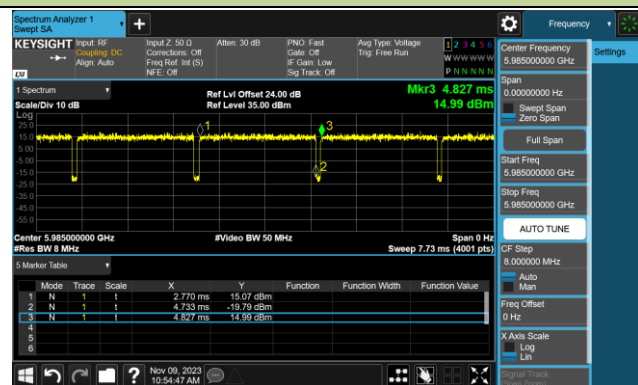 Spectrum Analyzer 1
Swept SA
Frequency
KEYSIGHT
Input: RF
Coupling: DC
Align: Auto
Input Z: 50 Ω
Corrections: Off
Freq Ref: Int (S)
NFE: Off
Atten: 30 dB
PNO: Fast
Gate: Off
IF Gain: Low
Sig Track: Off
Avg Type: Voltage
Trig: Free Run
1 2 3 4 5 6
W W W W W W
P N N N N N
LXI
1 Spectrum
Scale/Div 10 dB
Ref Lvl Offset 24.00 dB
Ref Level 35.00 dBm
Mkr3 4.827 ms
14.99 dBm
Log
25.0
15.0
5.00
-5.00
-15.0
-25.0
-35.0
-45.0
-55.0
1
2
3
Center 5.985000000 GHz
#Res BW 8 MHz
#Video BW 50 MHz
Span 0 Hz
Sweep 7.73 ms (4001 pts)
5 Marker Table
Mode Trace Scale X Y Function Function Width Function Value
1 N 1 t 2.770 ms 15.07 dBm
2 N 1 t 4.733 ms -19.79 dBm
3 N 1 t 4.827 ms 14.99 dBm
4
5
6
Nov 09, 2023
10:54:47 AM
Center Frequency
5.985000000 GHz
Settings
Span
0.00000000 Hz
Swept Span
Zero Span
Full Span
Start Freq
5.985000000 GHz
Stop Freq
5.985000000 GHz
AUTO TUNE
CF Step
8.000000 MHz
Auto
Man
Freq Offset
0 Hz
X Axis Scale
Log
Lin
Signal Track
(Span Zoom)